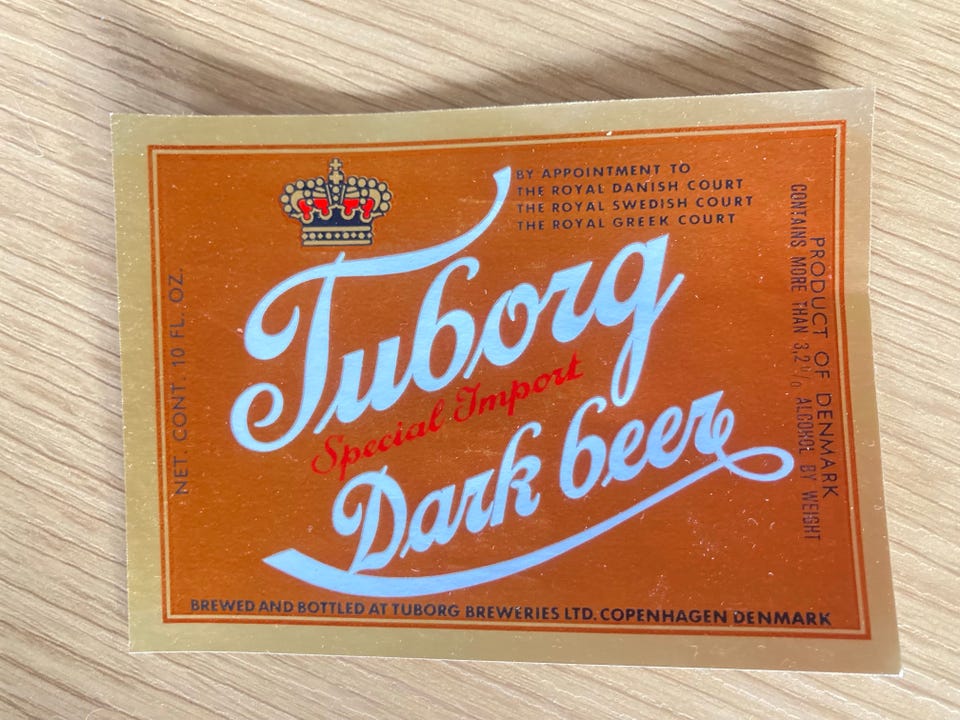 BY APPOINTMENT TO
THE ROYAL DANISH COURT
THE ROYAL SWEDISH COURT
THE ROYAL GREEK COURT
Tuborg
Special Import
Dark beer
NET. CONT. 10 FL. OZ.
PRODUCT OF DENMARK
CONTAINS MORE THAN 3,2% ALCOHOL BY WEIGHT
BREWED AND BOTTLED AT TUBORG BREWERIES LTD. COPENHAGEN DENMARK